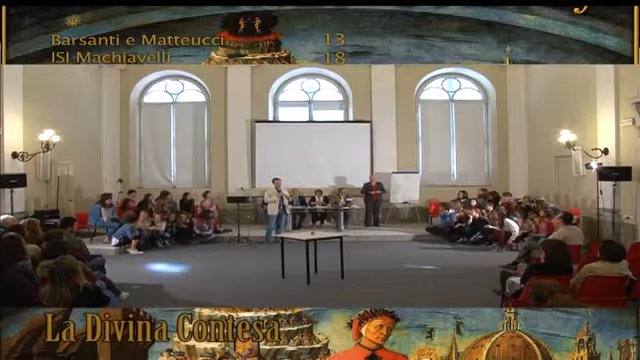 Barsanti e Matteucci 13
ISI Machiavelli 18
La Divina Contesa